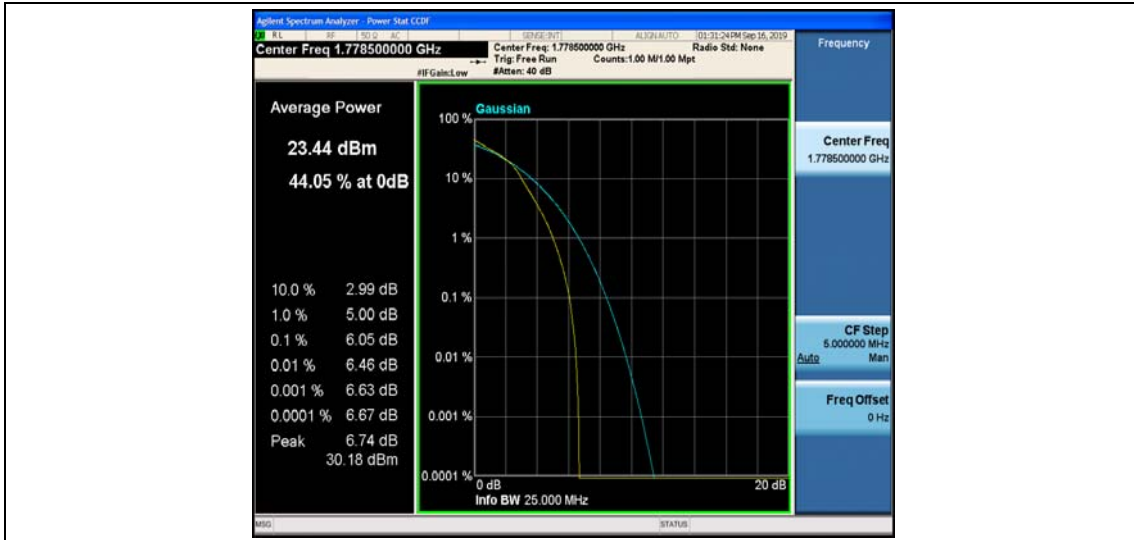 Agilent Spectrum Analyzer - Power Stat CCDF
RL RF 50 Ω AC SENSE:INT ALIGN AUTO 01:31:24 PM Sep 16, 2019
Center Freq 1.778500000 GHz
Center Freq: 1.778500000 GHz Radio Std: None
Trig: Free Run Counts:1.00 M/1.00 Mpt
#IFGain:Low #Atten: 40 dB
Frequency
Average Power
23.44 dBm
44.05 % at 0dB
10.0 % 2.99 dB
1.0 % 5.00 dB
0.1 % 6.05 dB
0.01 % 6.46 dB
0.001 % 6.63 dB
0.0001 % 6.67 dB
Peak 6.74 dB
30.18 dBm
Gaussian
100 %
10 %
1 %
0.1 %
0.01 %
0.001 %
0.0001 %
0 dB 20 dB
Info BW 25.000 MHz
Center Freq
1.778500000 GHz
CF Step
5.000000 MHz
Auto Man
Freq Offset
0 Hz
MSG STATUS